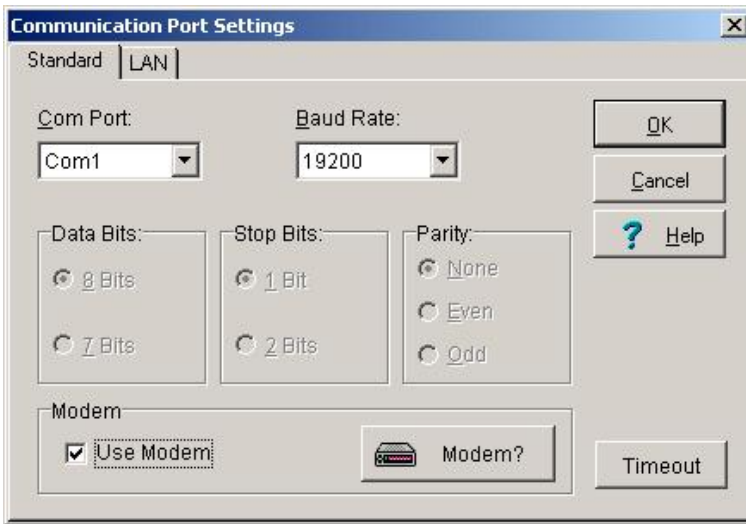 Communication Port Settings
Standard LAN
Com Port: Baud Rate: OK
Com1 19200 Cancel
Data Bits: Stop Bits: Parity: ? Help
8 Bits 1 Bit None
Even
7 Bits 2 Bits Odd
Modem
Use Modem Modem? Timeout